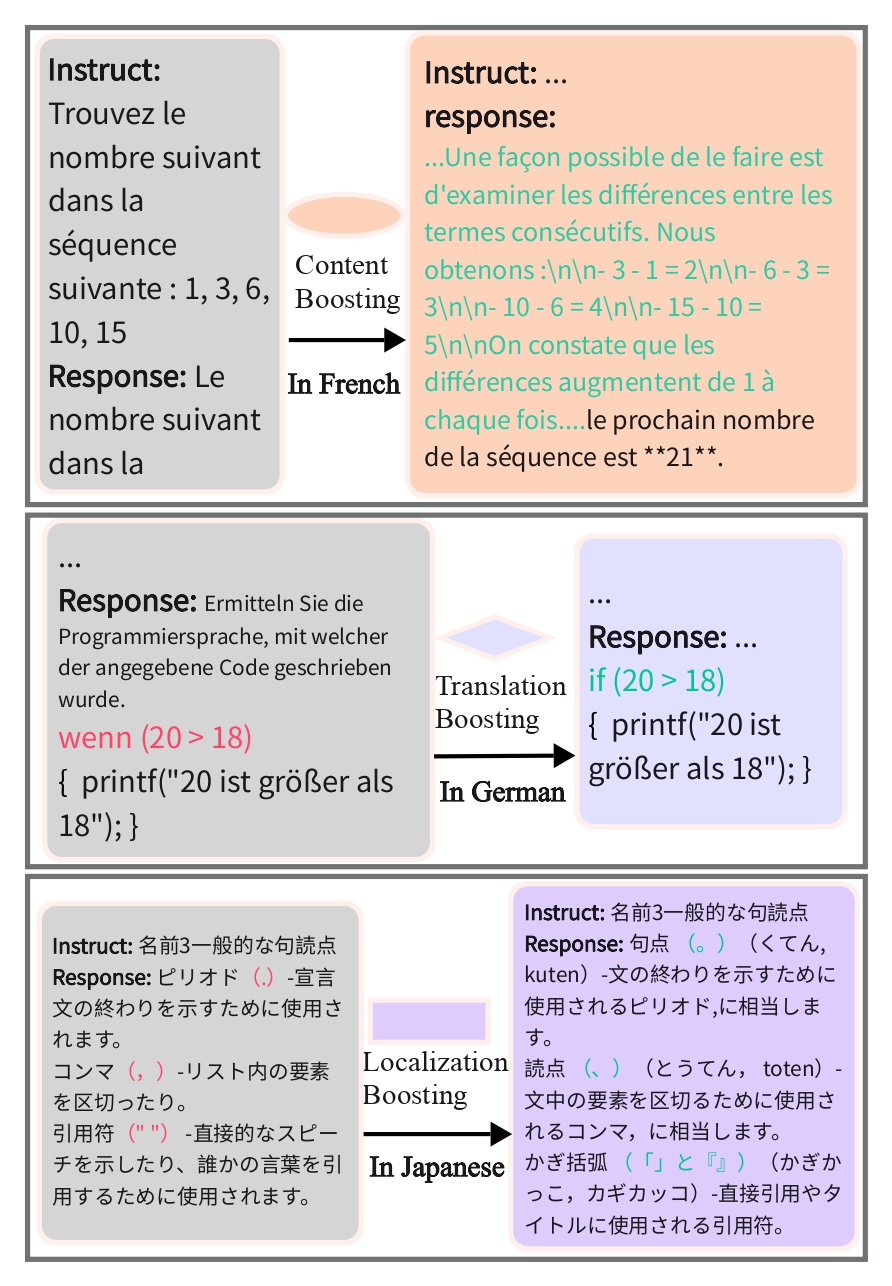 Instruct:
Trouvez le
nombre suivant
dans la
séquence
suivante : 1, 3, 6,
10, 15
Response: Le
nombre suivant
dans la
Content
Boosting
In French
Instruct: ...
response:
...Une façon possible de le faire est
d'examiner les différences entre les
termes consécutifs. Nous
obtenons :\n\n- 3 - 1 = 2\n\n- 6 - 3 =
3\n\n- 10 - 6 = 4\n\n- 15 - 10 =
5\n\nOn constate que les
différences augmentent de 1 à
chaque fois....le prochain nombre
de la séquence est **21**.
...
Response: Ermitteln Sie die
Programmiersprache, mit welcher
der angegebene Code geschrieben
wurde.
wenn (20 > 18)
{ printf("20 ist größer als
18"); }
Translation
Boosting
In German
...
Response: ...
if (20 > 18)
{ printf("20 ist
größer als 18"); }
Instruct: 名前3一般的な句読点
Response: ピリオド（.）-宣言
文の終わりを示すために使用さ
れます。
コンマ（，）-リスト内の要素
を区切ったり。
引用符（" "） -直接的なスピー
チを示したり、誰かの言葉を引
用するために使用されます。
Localization
Boosting
In Japanese
Instruct: 名前3一般的な句読点
Response: 句点 （。）（くてん,
kuten）-文の終わりを示すために
使用されるピリオド,に相当しま
す。
読点 （、）（とうてん， toten）-
文中の要素を区切るために使用さ
れるコンマ，に相当します。
かぎ括弧 （「」と『』）（かぎか
っこ，カギカッコ）-直接引用やタ
イトルに使用される引用符。